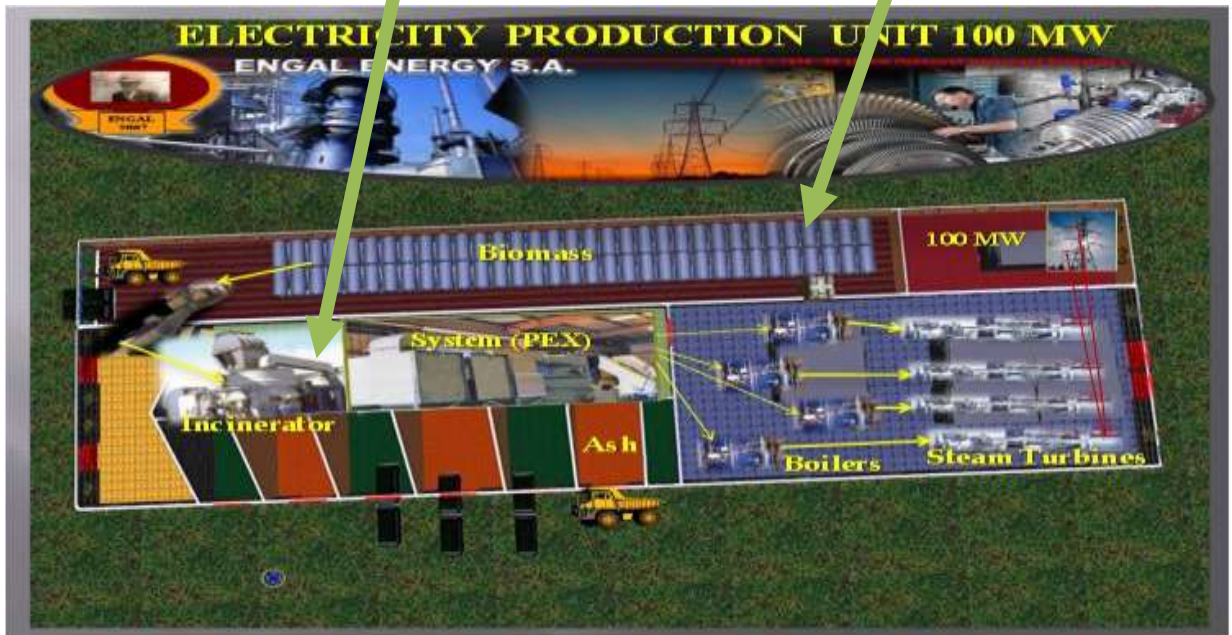 ELECTRICITY PRODUCTION UNIT 100 MW
ENGAL ENERGY S.A.
ENGAL
Biomass
100 MW
System (PEX)
Incinerator
Ash
Boilers
Steam Turbines